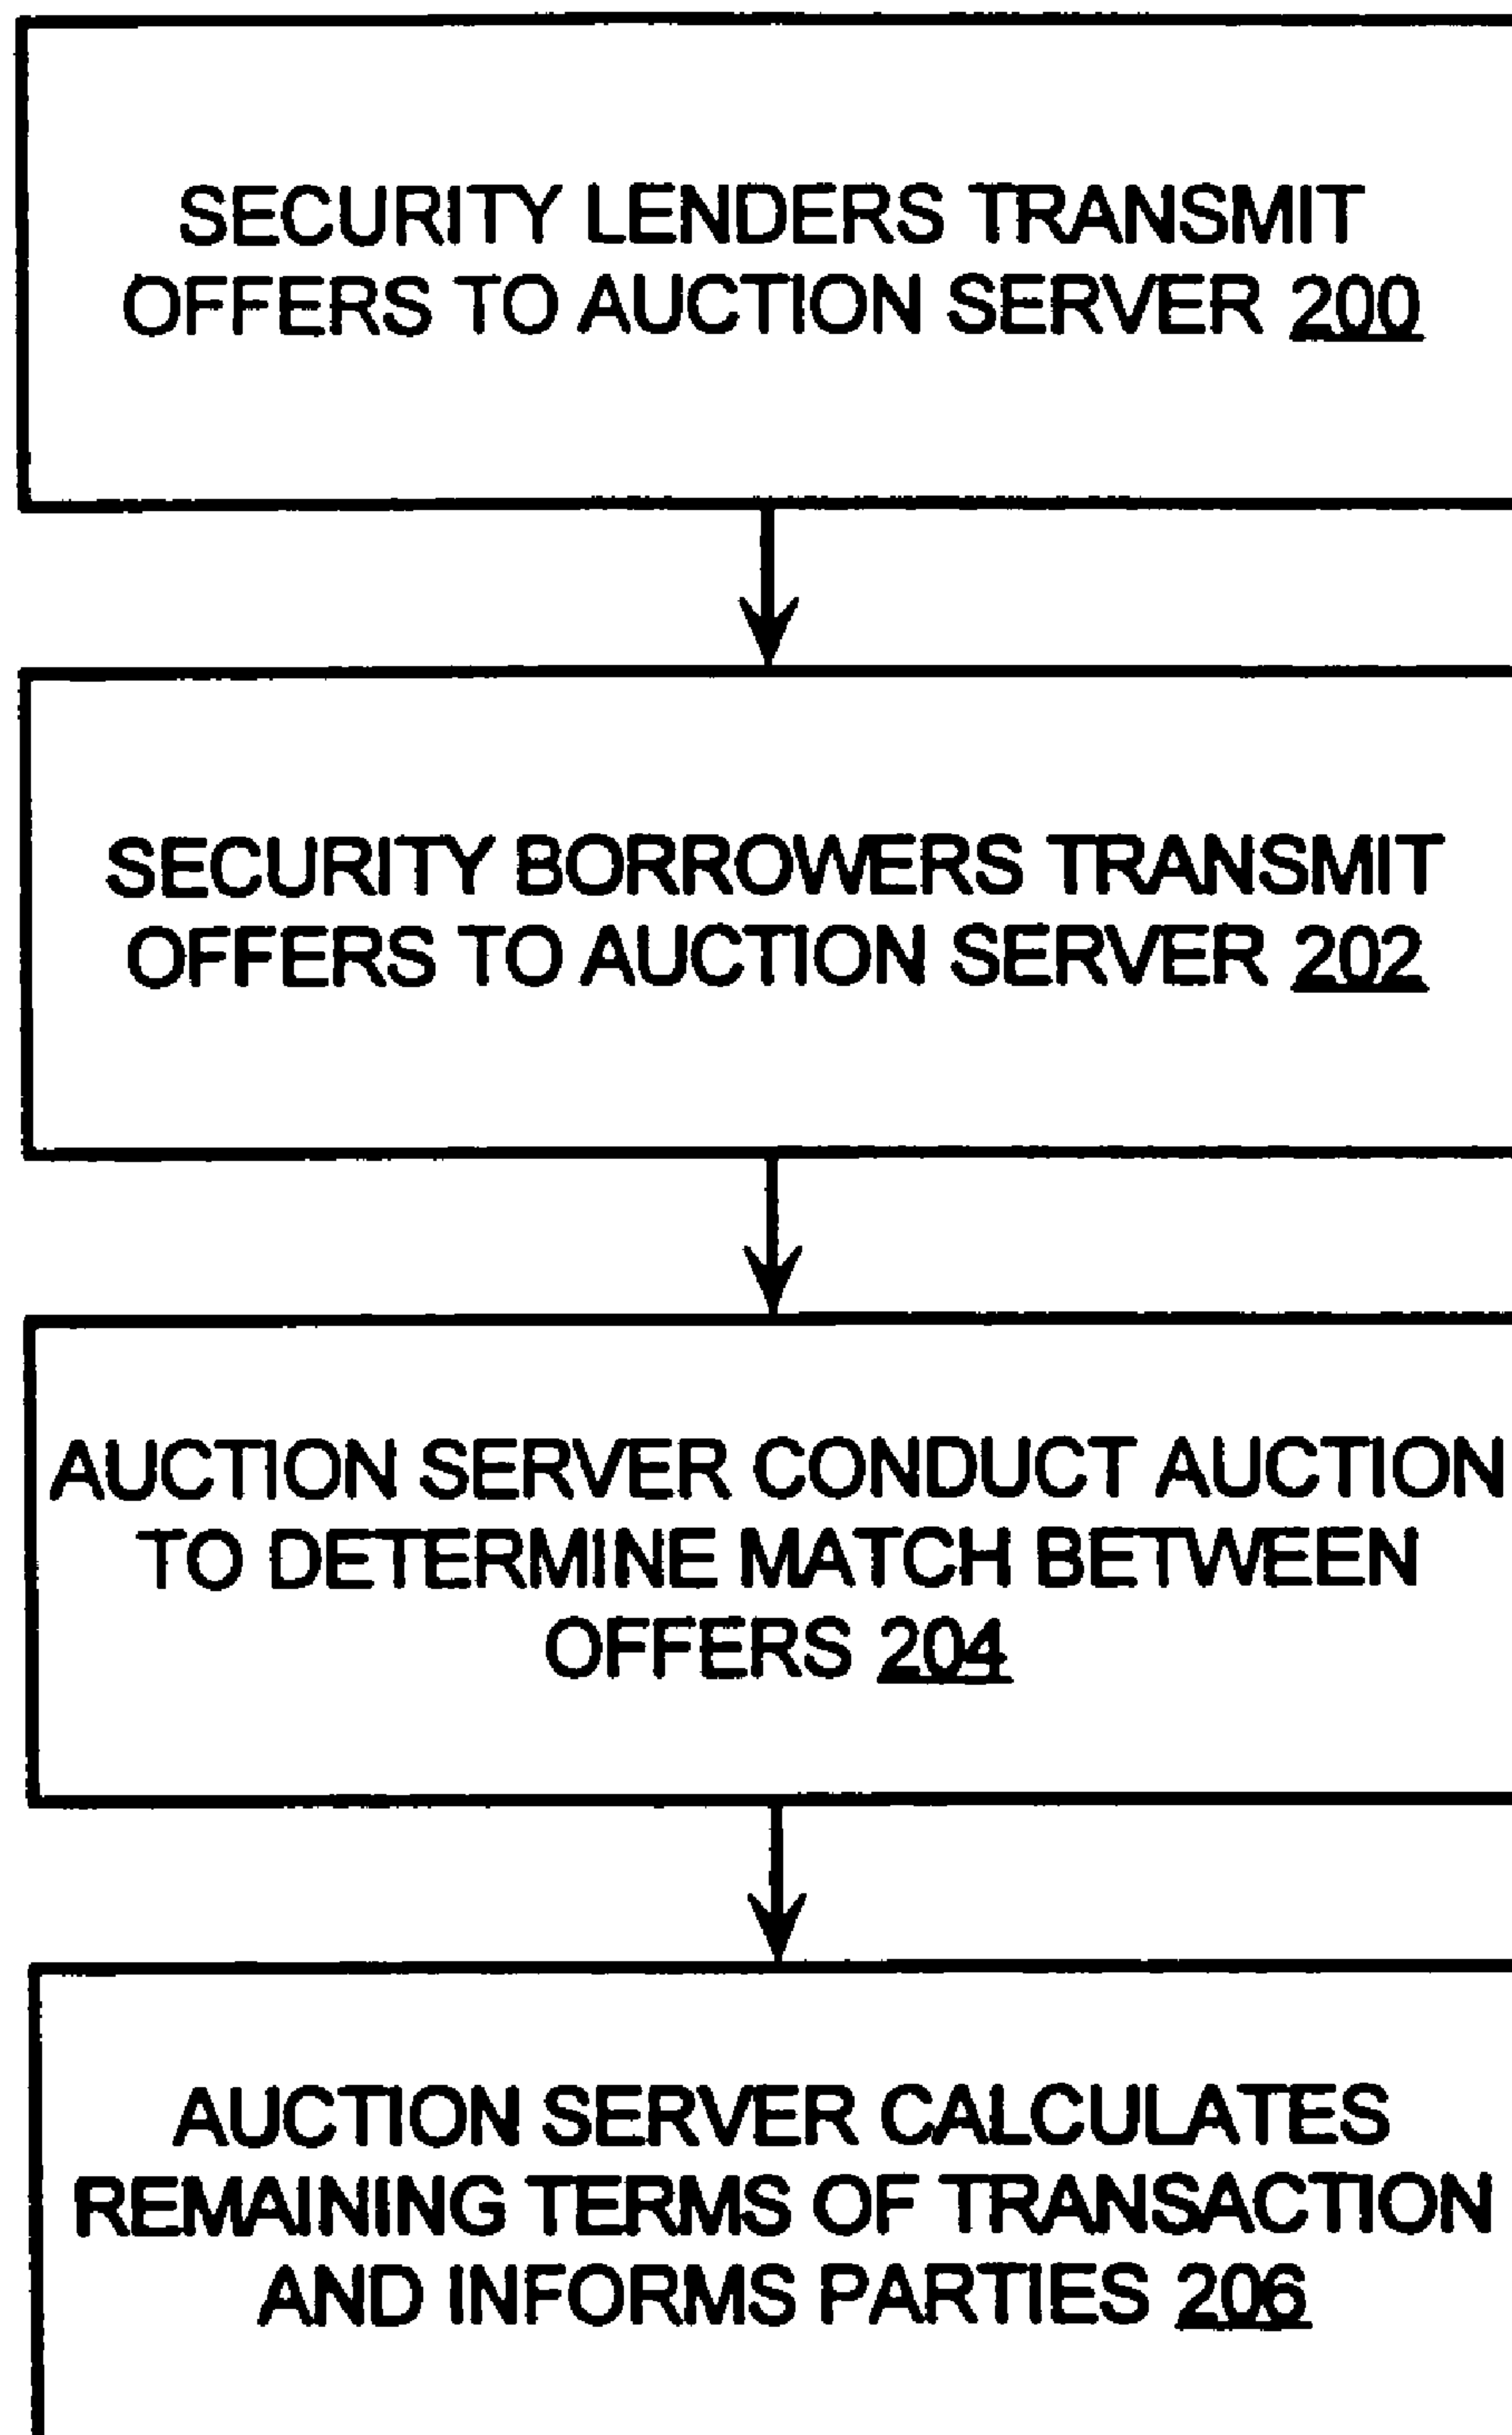 SECURITY LENDERS TRANSMIT
OFFERS TO AUCTION SERVER 200
SECURITY BORROWERS TRANSMIT
OFFERS TO AUCTION SERVER 202
AUCTION SERVER CONDUCT AUCTION
TO DETERMINE MATCH BETWEEN
OFFERS 204
AUCTION SERVER CALCULATES
REMAINING TERMS OF TRANSACTION
AND INFORMS PARTIES 206